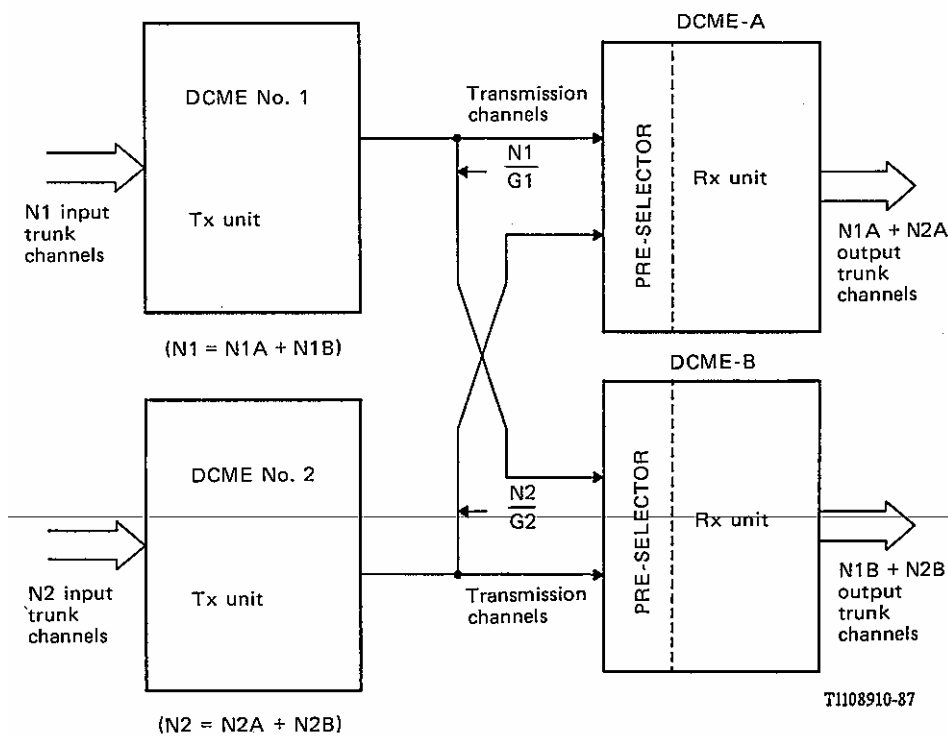 DCME-A
DCME No. 1
Tx unit
N1 input
trunk
channels
(N1 = N1A + N1B)
Transmission
channels
N1
G1
PRE-SELECTOR
Rx unit
N1A + N2A
output
trunk
channels
DCME-B
DCME No. 2
Tx unit
N2 input
trunk
channels
(N2 = N2A + N2B)
N2
G2
Transmission
channels
PRE-SELECTOR
Rx unit
N1B + N2B
output
trunk
channels
T1108910-87